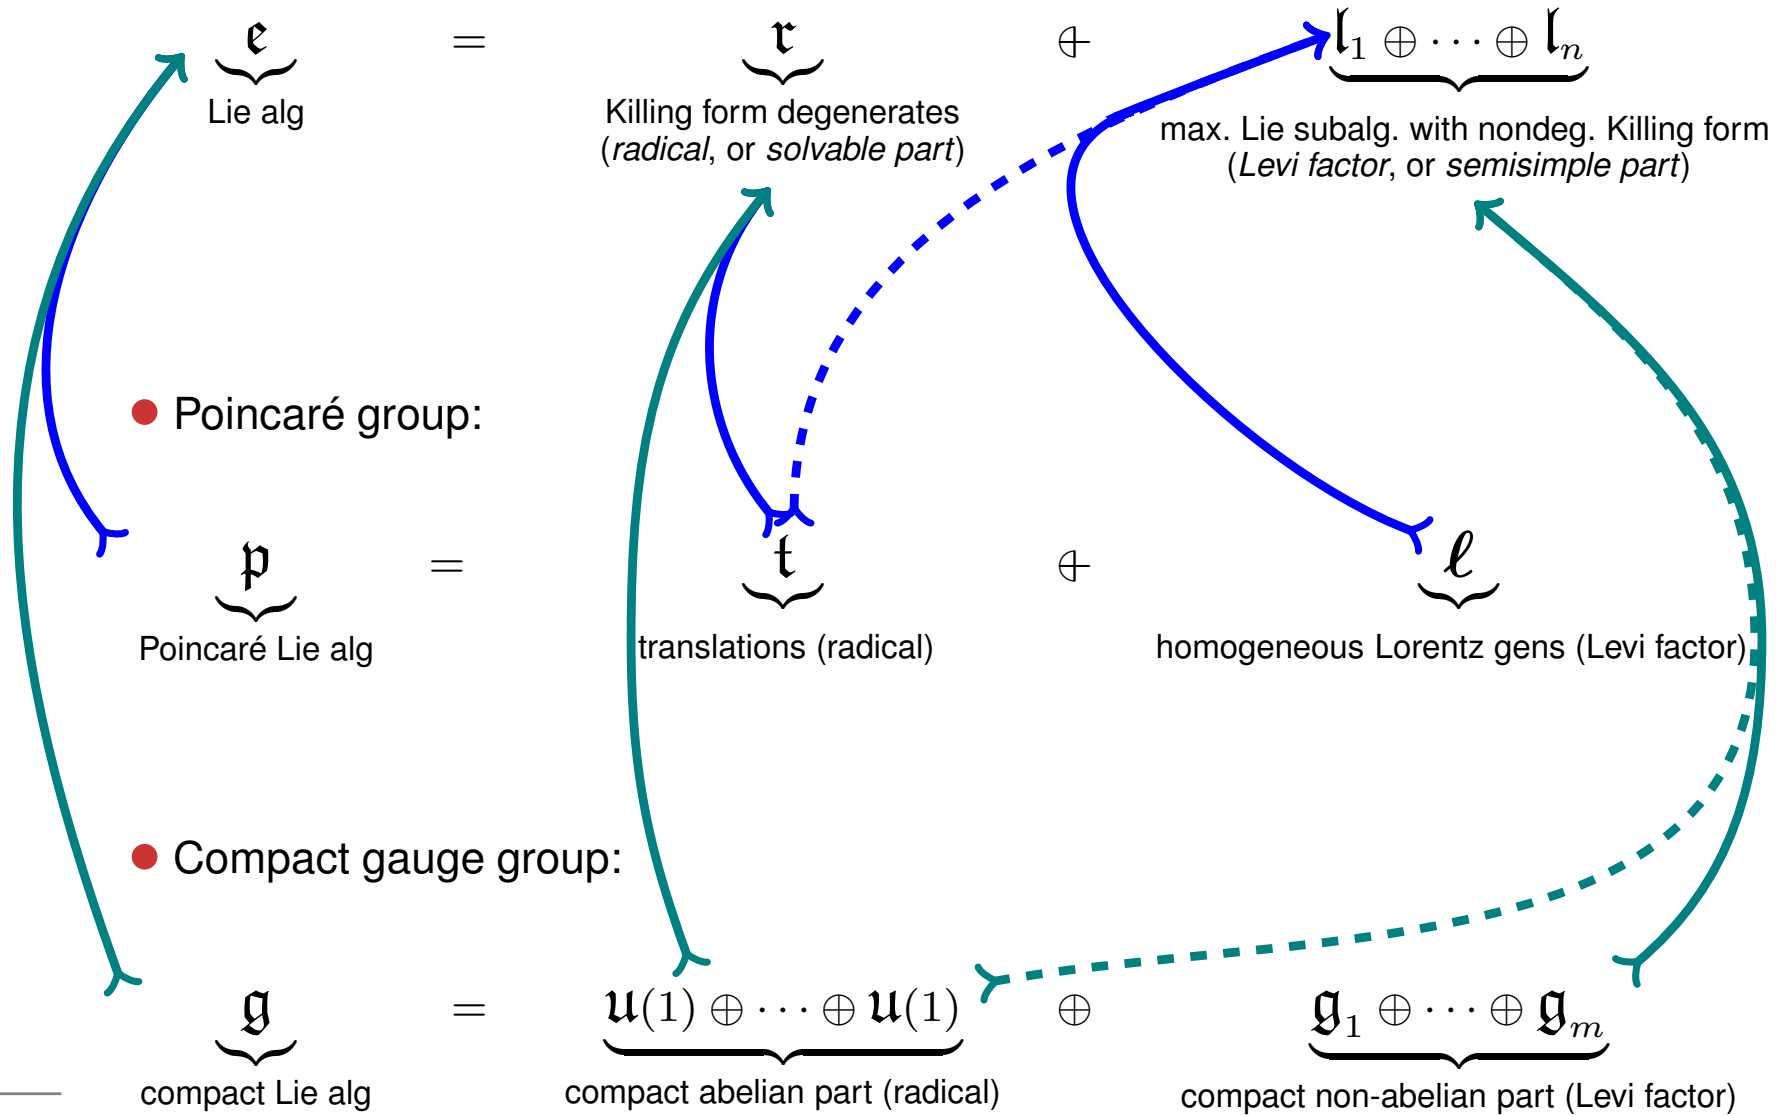 𝔢 = 𝔯 ⨭ 𝔩₁ ⊕ ⋯ ⊕ 𝔩ₙ
Lie alg
Killing form degenerates
(radical, or solvable part)
max. Lie subalg. with nondeg. Killing form
(Levi factor, or semisimple part)
Poincaré group:
𝔭 = 𝔱 ⨭ ℓ
Poincaré Lie alg translations (radical) homogeneous Lorentz gens (Levi factor)
Compact gauge group:
𝔤 = 𝔲(1) ⊕ ⋯ ⊕ 𝔲(1) ⊕ 𝔤₁ ⊕ ⋯ ⊕ 𝔤ₘ
compact Lie alg compact abelian part (radical) compact non-abelian part (Levi factor)